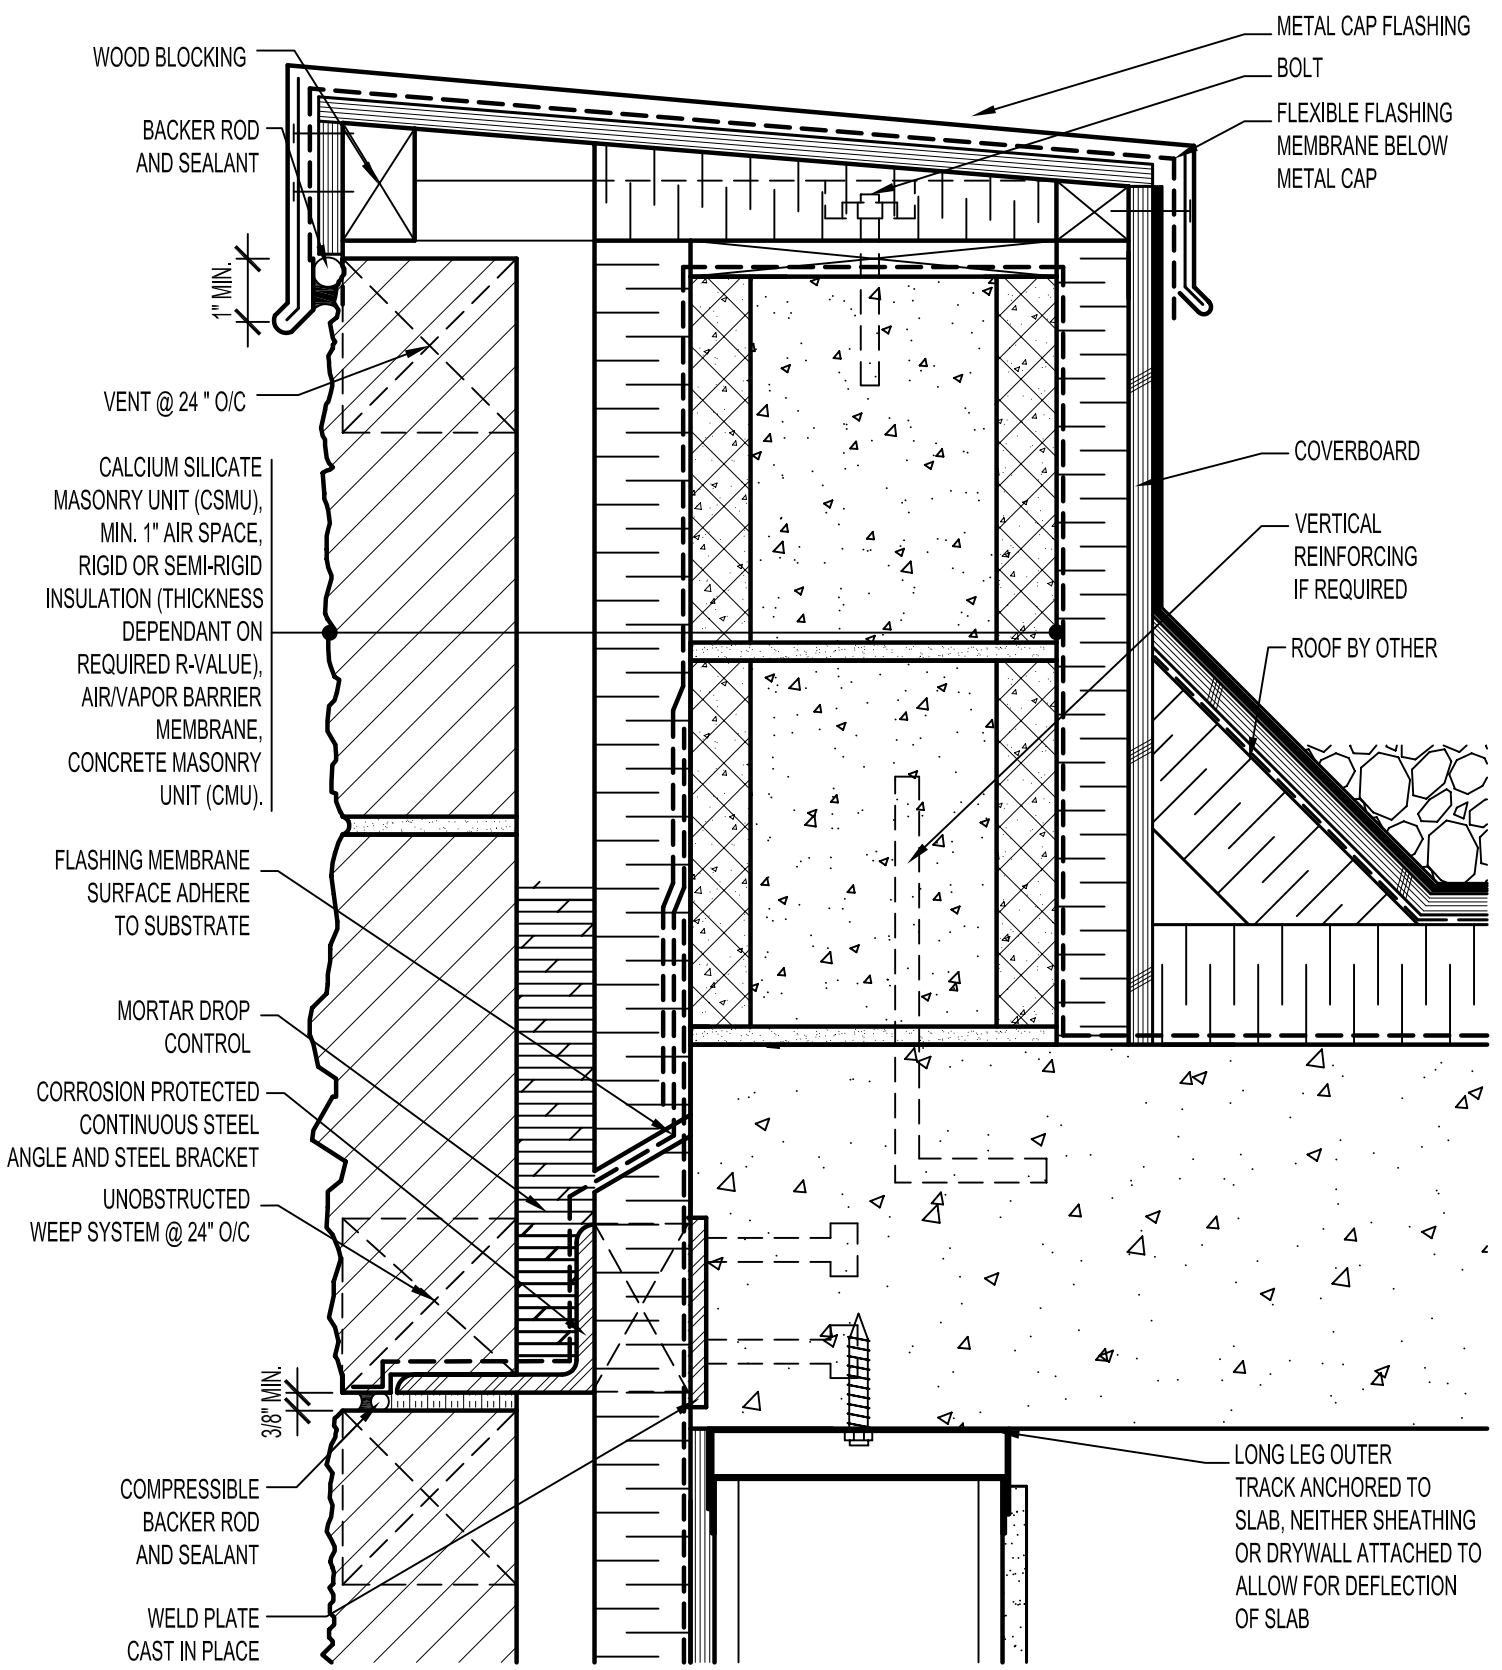 WOOD BLOCKING
BACKER ROD
AND SEALANT
1" MIN.
VENT @ 24 " O/C
CALCIUM SILICATE
MASONRY UNIT (CSMU),
MIN. 1" AIR SPACE,
RIGID OR SEMI-RIGID
INSULATION (THICKNESS
DEPENDANT ON
REQUIRED R-VALUE),
AIR/VAPOR BARRIER
MEMBRANE,
CONCRETE MASONRY
UNIT (CMU).
FLASHING MEMBRANE
SURFACE ADHERE
TO SUBSTRATE
MORTAR DROP
CONTROL
CORROSION PROTECTED
CONTINUOUS STEEL
ANGLE AND STEEL BRACKET
UNOBSTRUCTED
WEEP SYSTEM @ 24" O/C
3/8" MIN.
COMPRESSIBLE
BACKER ROD
AND SEALANT
WELD PLATE
CAST IN PLACE
METAL CAP FLASHING
BOLT
FLEXIBLE FLASHING
MEMBRANE BELOW
METAL CAP
COVERBOARD
VERTICAL
REINFORCING
IF REQUIRED
ROOF BY OTHER
LONG LEG OUTER
TRACK ANCHORED TO
SLAB, NEITHER SHEATHING
OR DRYWALL ATTACHED TO
ALLOW FOR DEFLECTION
OF SLAB